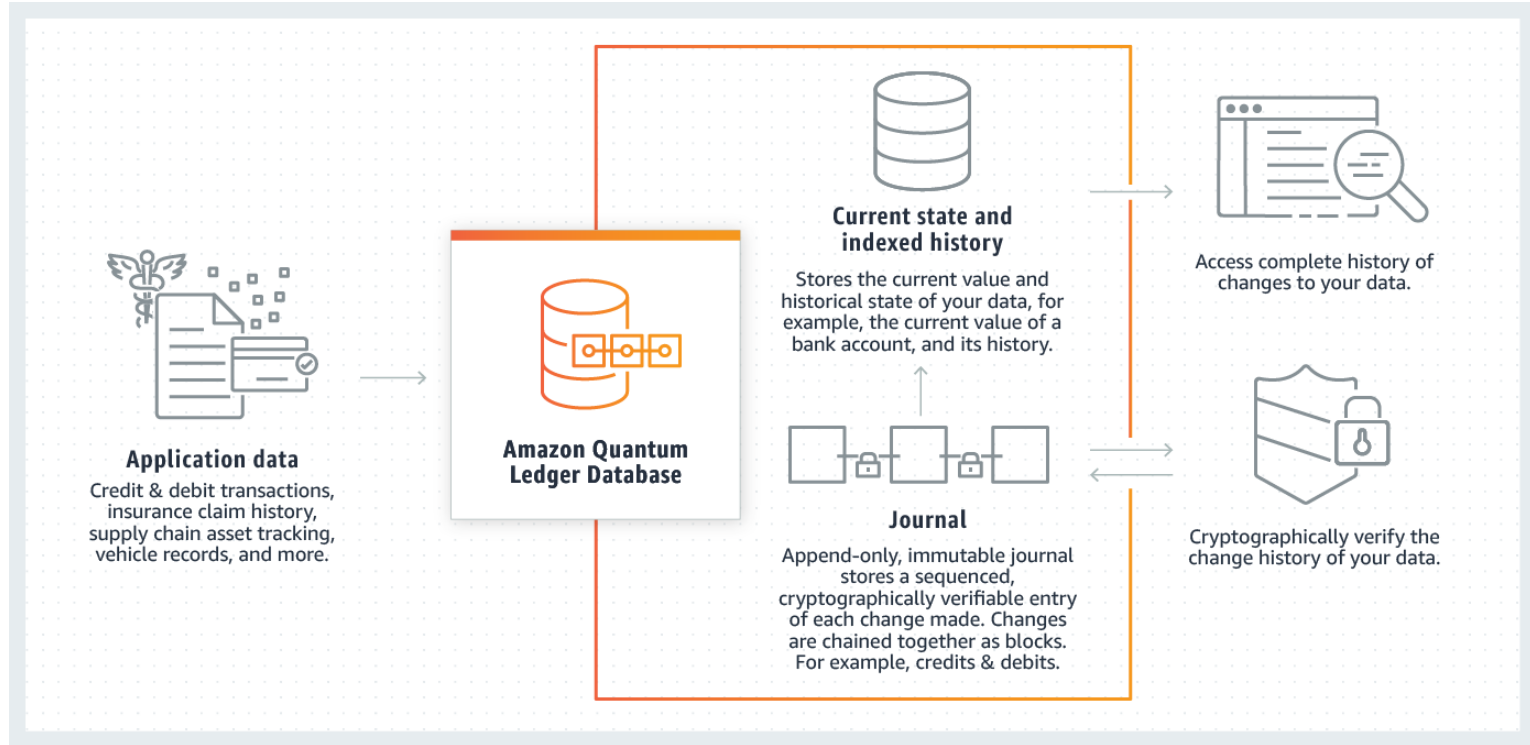 Application data
Credit & debit transactions,
insurance claim history,
supply chain asset tracking,
vehicle records, and more.
Amazon Quantum
Ledger Database
Current state and
indexed history
Stores the current value and
historical state of your data, for
example, the current value of a
bank account, and its history.
Journal
Append-only, immutable journal
stores a sequenced,
cryptographically verifiable entry
of each change made. Changes
are chained together as blocks.
For example, credits & debits.
Access complete history of
changes to your data.
Cryptographically verify the
change history of your data.